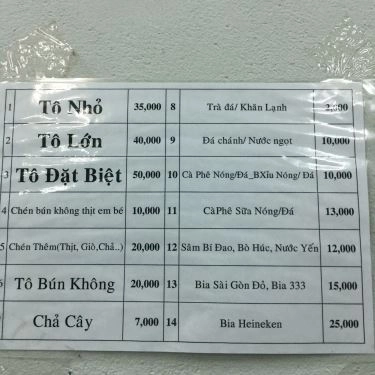 1 Tô Nhỏ 35,000 8 Trà đá/ Khăn Lạnh 2,000
2 Tô Lớn 40,000 9 Đá chánh/ Nước ngọt 10,000
3 Tô Đặt Biệt 50,000 10 Cà Phê Nóng/Đá_BXỉu Nóng/ Đá 10,000
4 Chén bún không thịt em bé 10,000 11 CàPhê Sữa Nóng/Đá 13,000
5 Chén Thêm(Thịt, Giò,Chả..) 20,000 12 Sâm Bí Đao, Bò Húc, Nước Yến 12,000
6 Tô Bún Không 20,000 13 Bia Sài Gòn Đỏ, Bia 333 15,000
Chả Cây 7,000 14 Bia Heineken 25,000